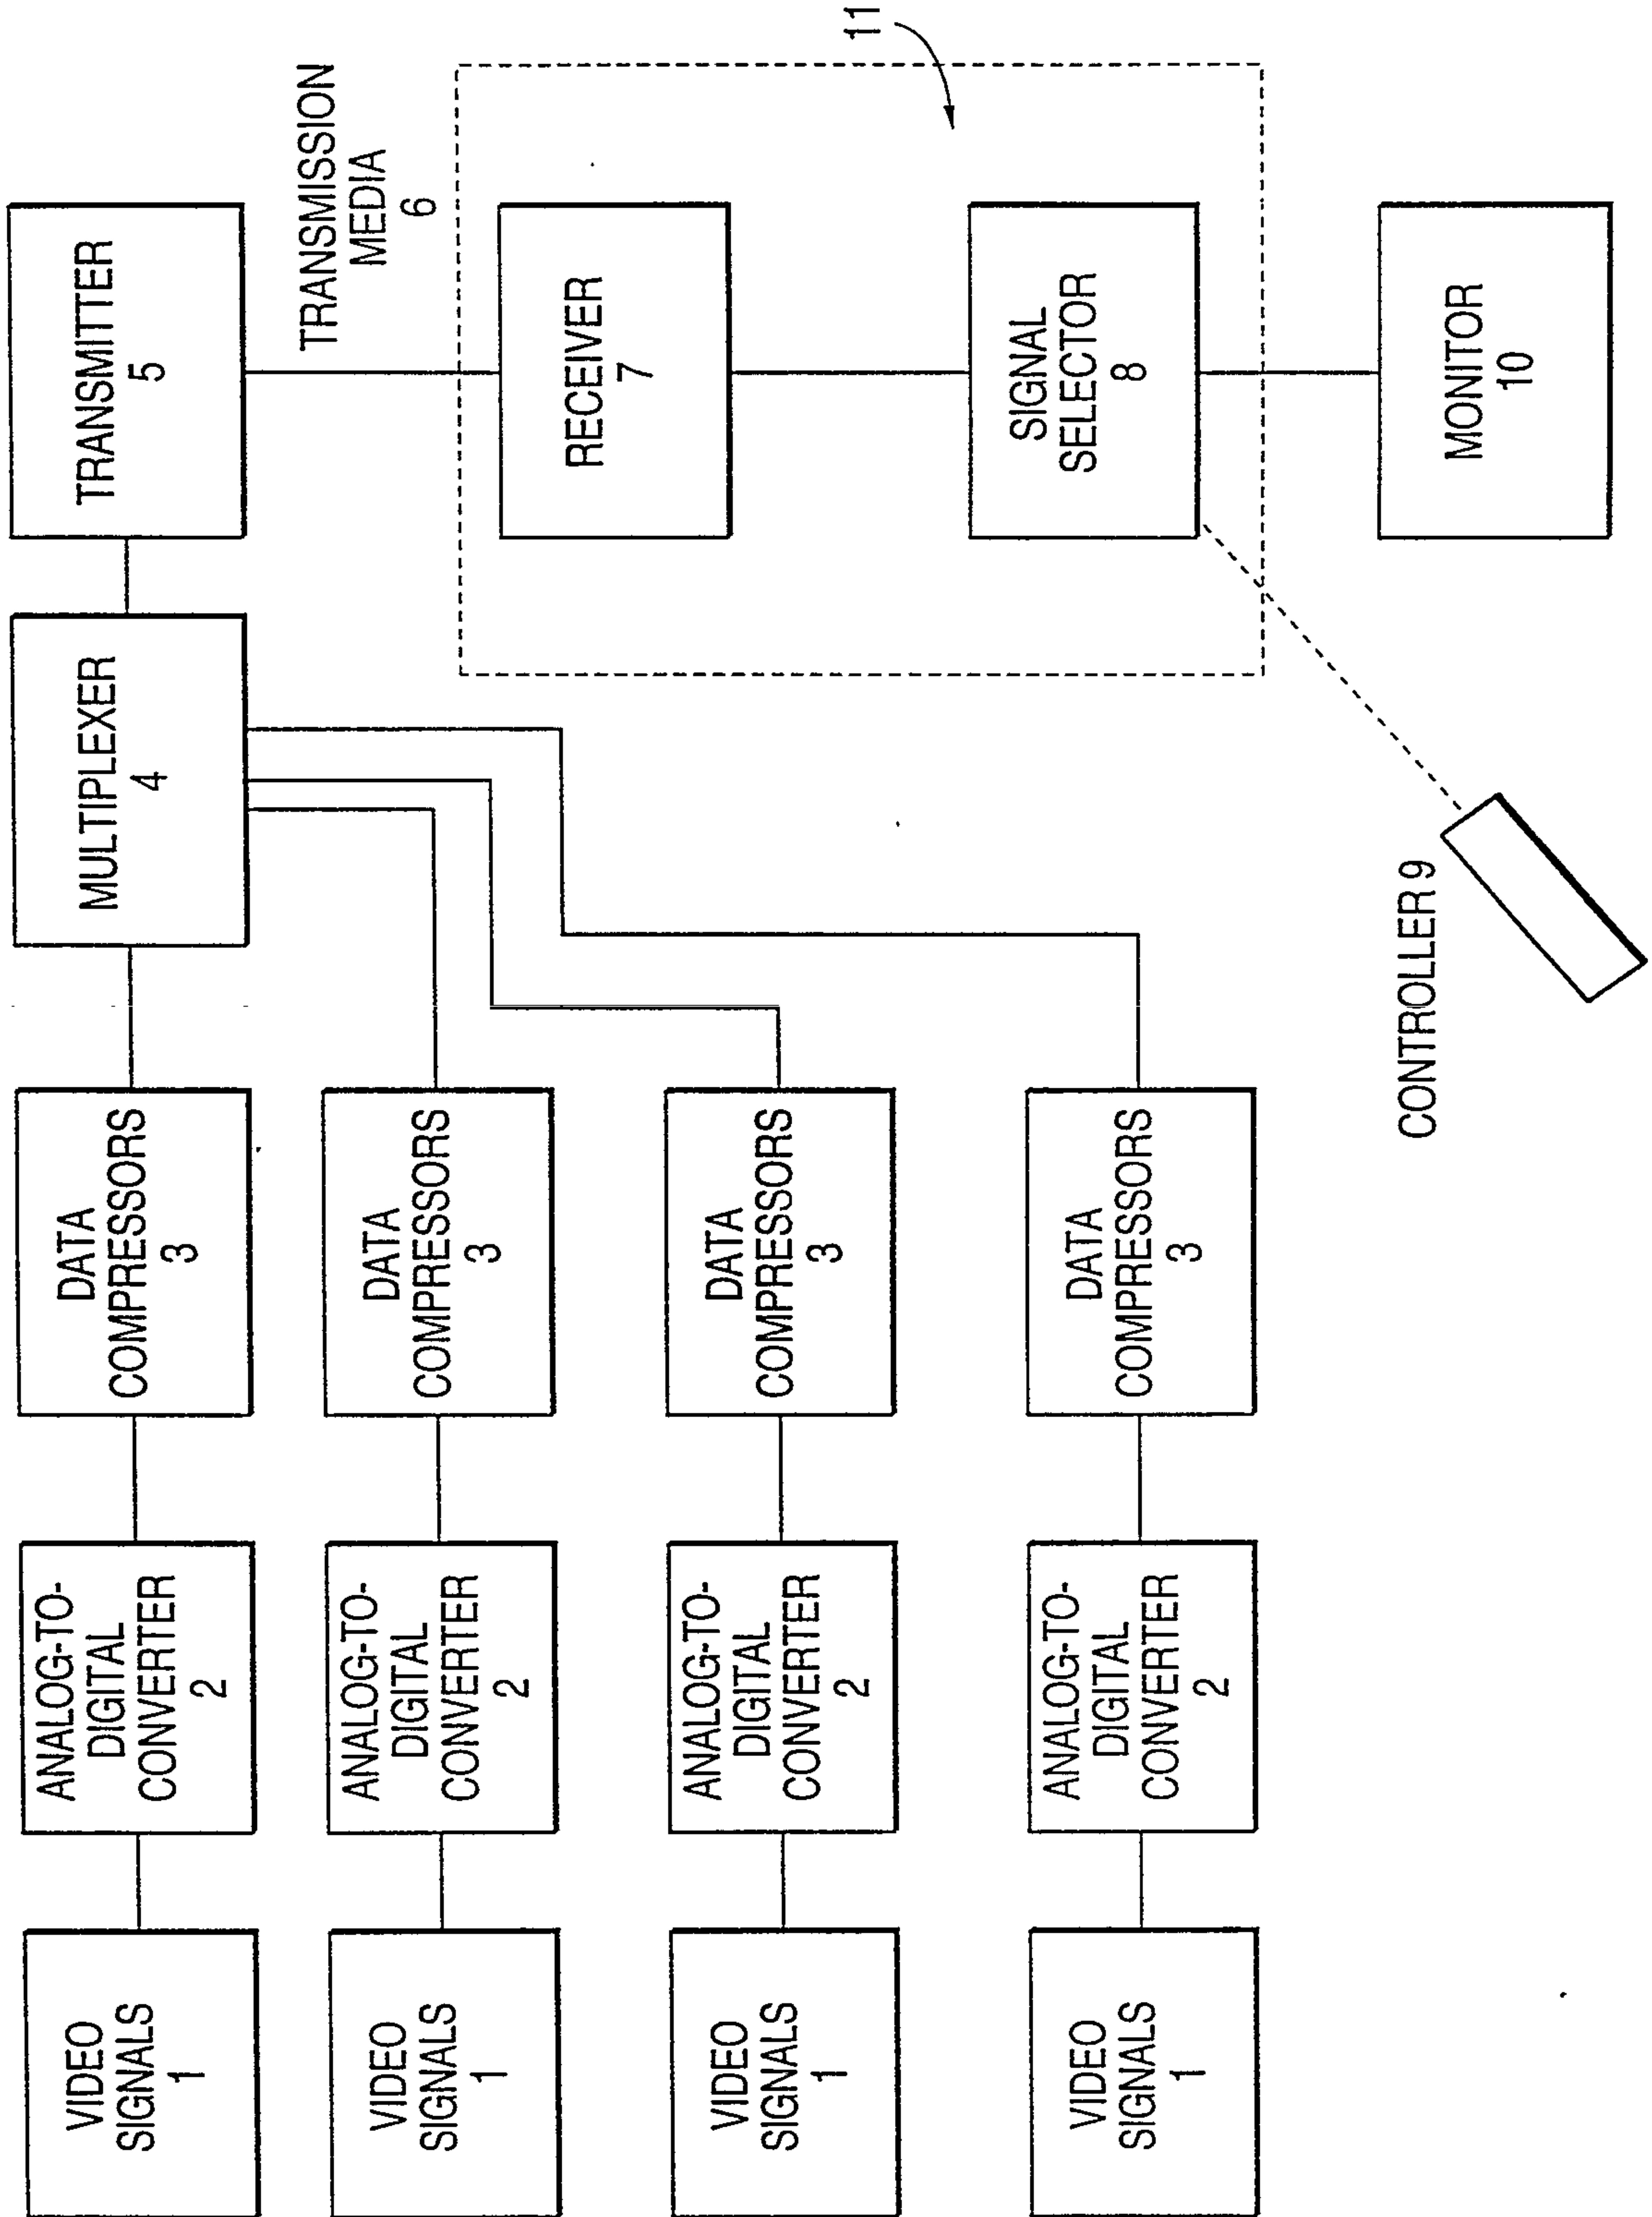 VIDEO
SIGNALS
1
ANALOG-TO-
DIGITAL
CONVERTER
2
DATA
COMPRESSORS
3
MULTIPLEXER
4
TRANSMITTER
5
VIDEO
SIGNALS
1
ANALOG-TO-
DIGITAL
CONVERTER
2
DATA
COMPRESSORS
3
VIDEO
SIGNALS
1
ANALOG-TO-
DIGITAL
CONVERTER
2
DATA
COMPRESSORS
3
VIDEO
SIGNALS
1
ANALOG-TO-
DIGITAL
CONVERTER
2
DATA
COMPRESSORS
3
TRANSMISSION
MEDIA
6
RECEIVER
7
11
SIGNAL
SELECTOR
8
CONTROLLER 9
MONITOR
10